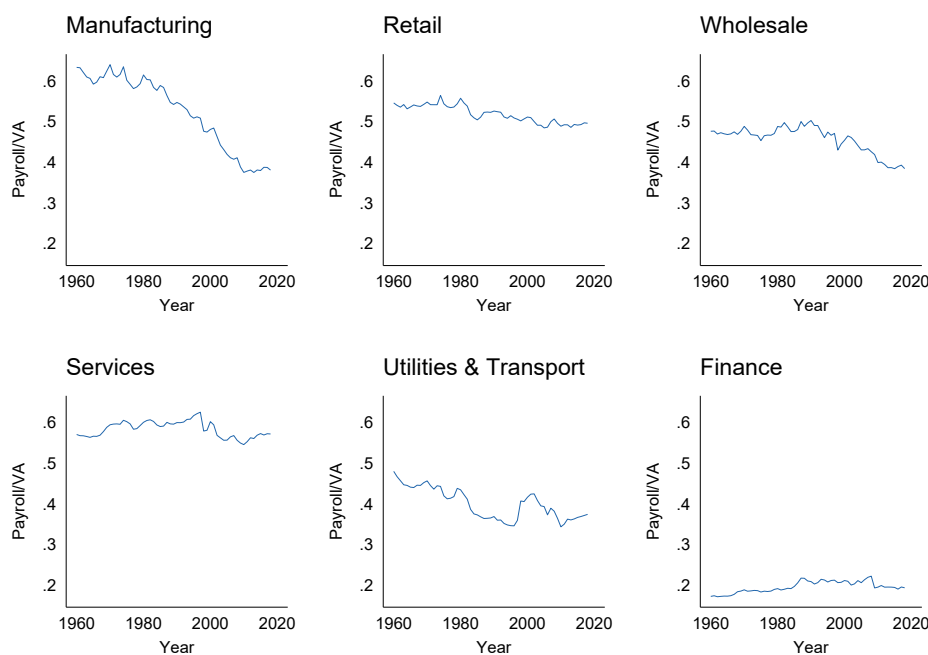 Manufacturing
Payroll/VA
.6
.5
.4
.3
.2
1960 1980 2000 2020
Year
Retail
Payroll/VA
.6
.5
.4
.3
.2
1960 1980 2000 2020
Year
Wholesale
Payroll/VA
.6
.5
.4
.3
.2
1960 1980 2000 2020
Year
Services
Payroll/VA
.6
.5
.4
.3
.2
1960 1980 2000 2020
Year
Utilities & Transport
Payroll/VA
.6
.5
.4
.3
.2
1960 1980 2000 2020
Year
Finance
Payroll/VA
.6
.5
.4
.3
.2
1960 1980 2000 2020
Year